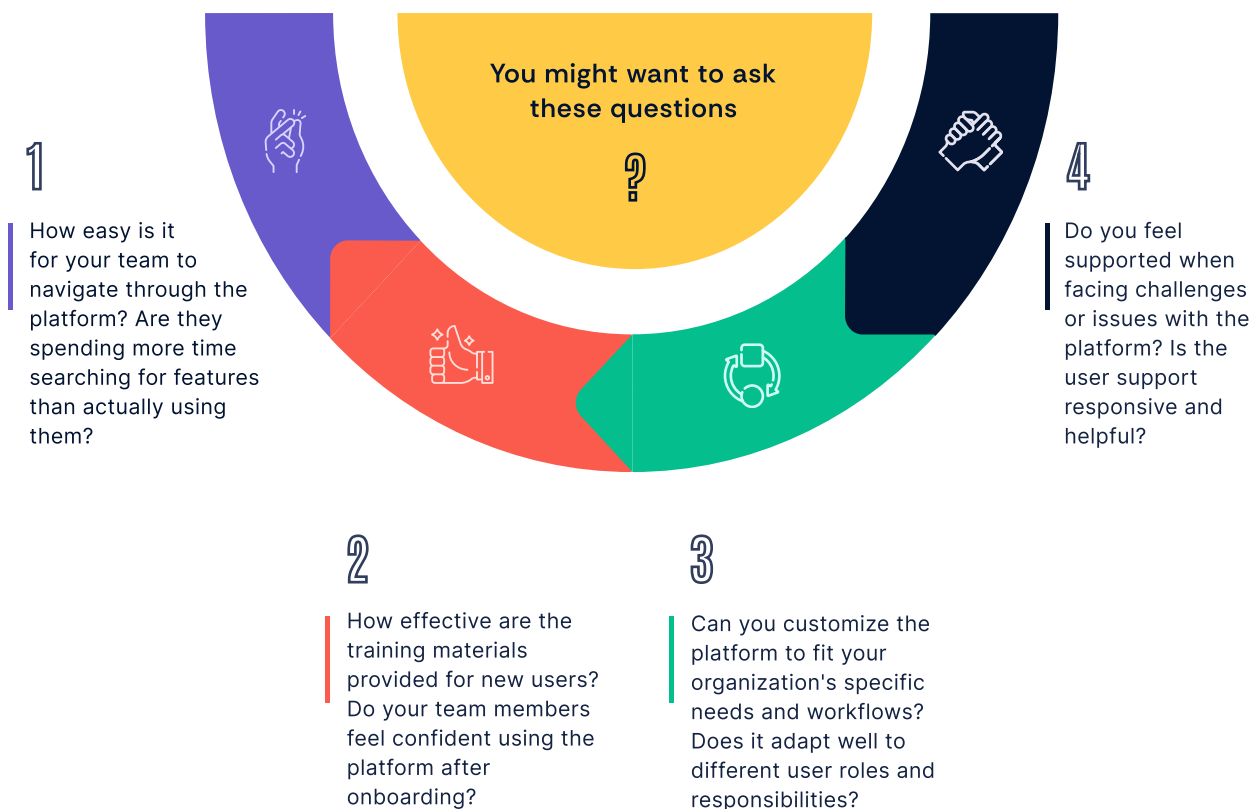 You might want to ask
these questions
?
1
How easy is it
for your team to
navigate through the
platform? Are they
spending more time
searching for features
than actually using
them?
2
How effective are the
training materials
provided for new users?
Do your team members
feel confident using the
platform after
onboarding?
3
Can you customize the
platform to fit your
organization's specific
needs and workflows?
Does it adapt well to
different user roles and
responsibilities?
4
Do you feel
supported when
facing challenges
or issues with the
platform? Is the
user support
responsive and
helpful?